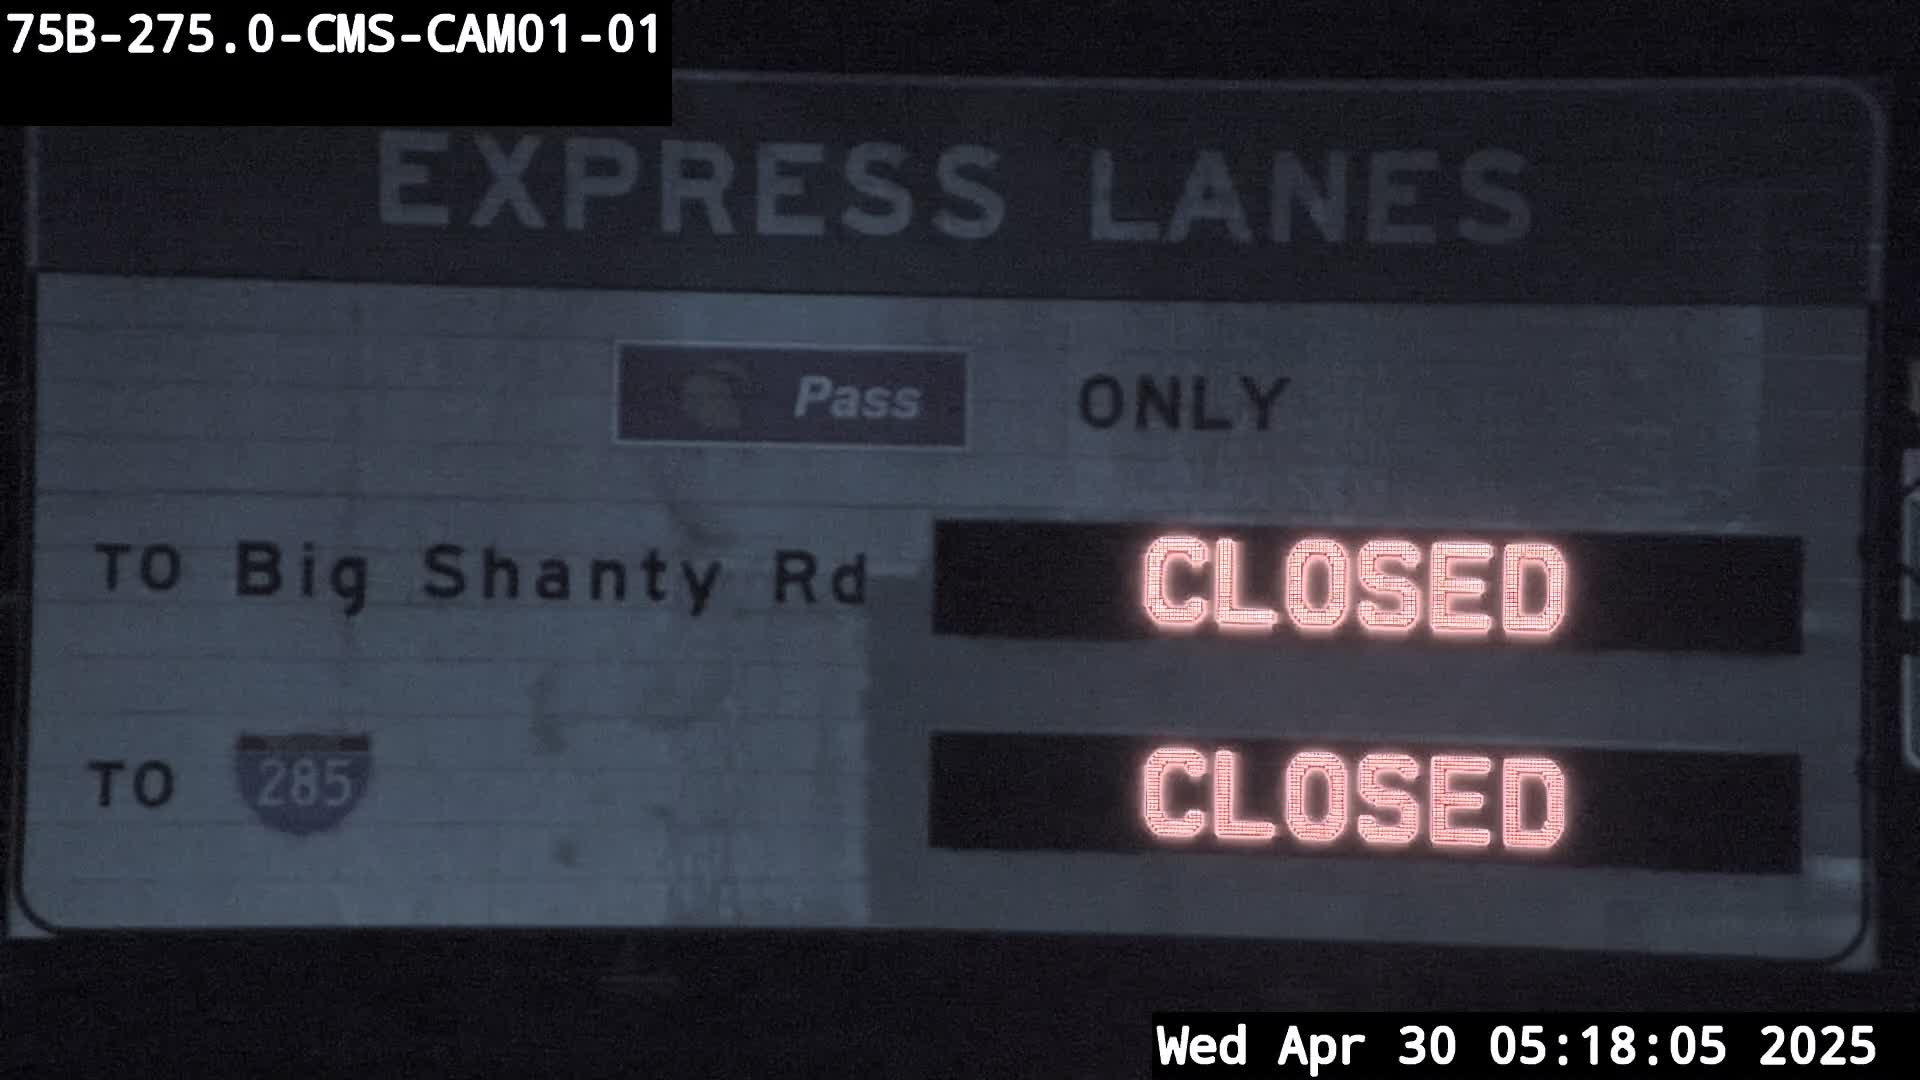 75B-275.0-CMS-CAM01-01
EXPRESS LANES
Pass ONLY
TO Big Shanty Rd CLOSED
TO 285 CLOSED
Wed Apr 30 05:18:05 2025